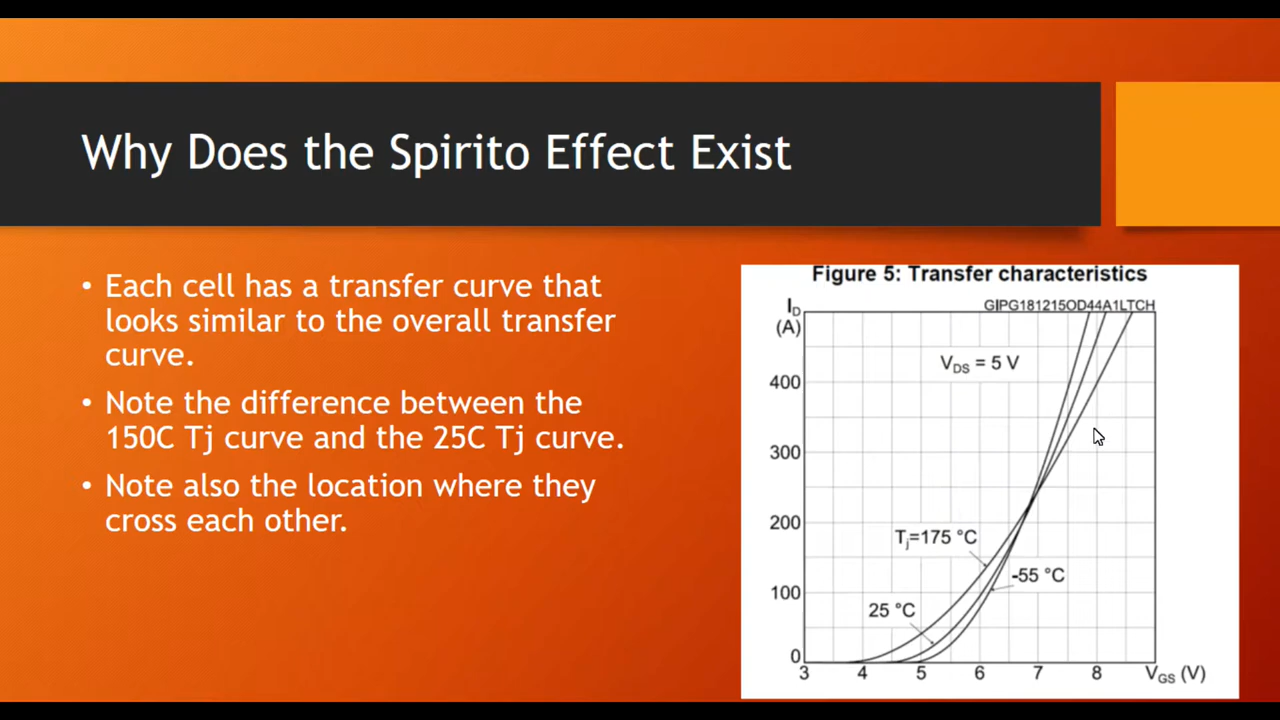 Why Does the Spirito Effect Exist
• Each cell has a transfer curve that
looks similar to the overall transfer
curve.
• Note the difference between the
150C Tj curve and the 25C Tj curve.
• Note also the location where they
cross each other.
Figure 5: Transfer characteristics
GIPG181215OD44A1LTCH
ID
(A)
VDS = 5 V
400
300
200
Tj=175 °C
-55 °C
100
25 °C
0
3 4 5 6 7 8 VGS (V)